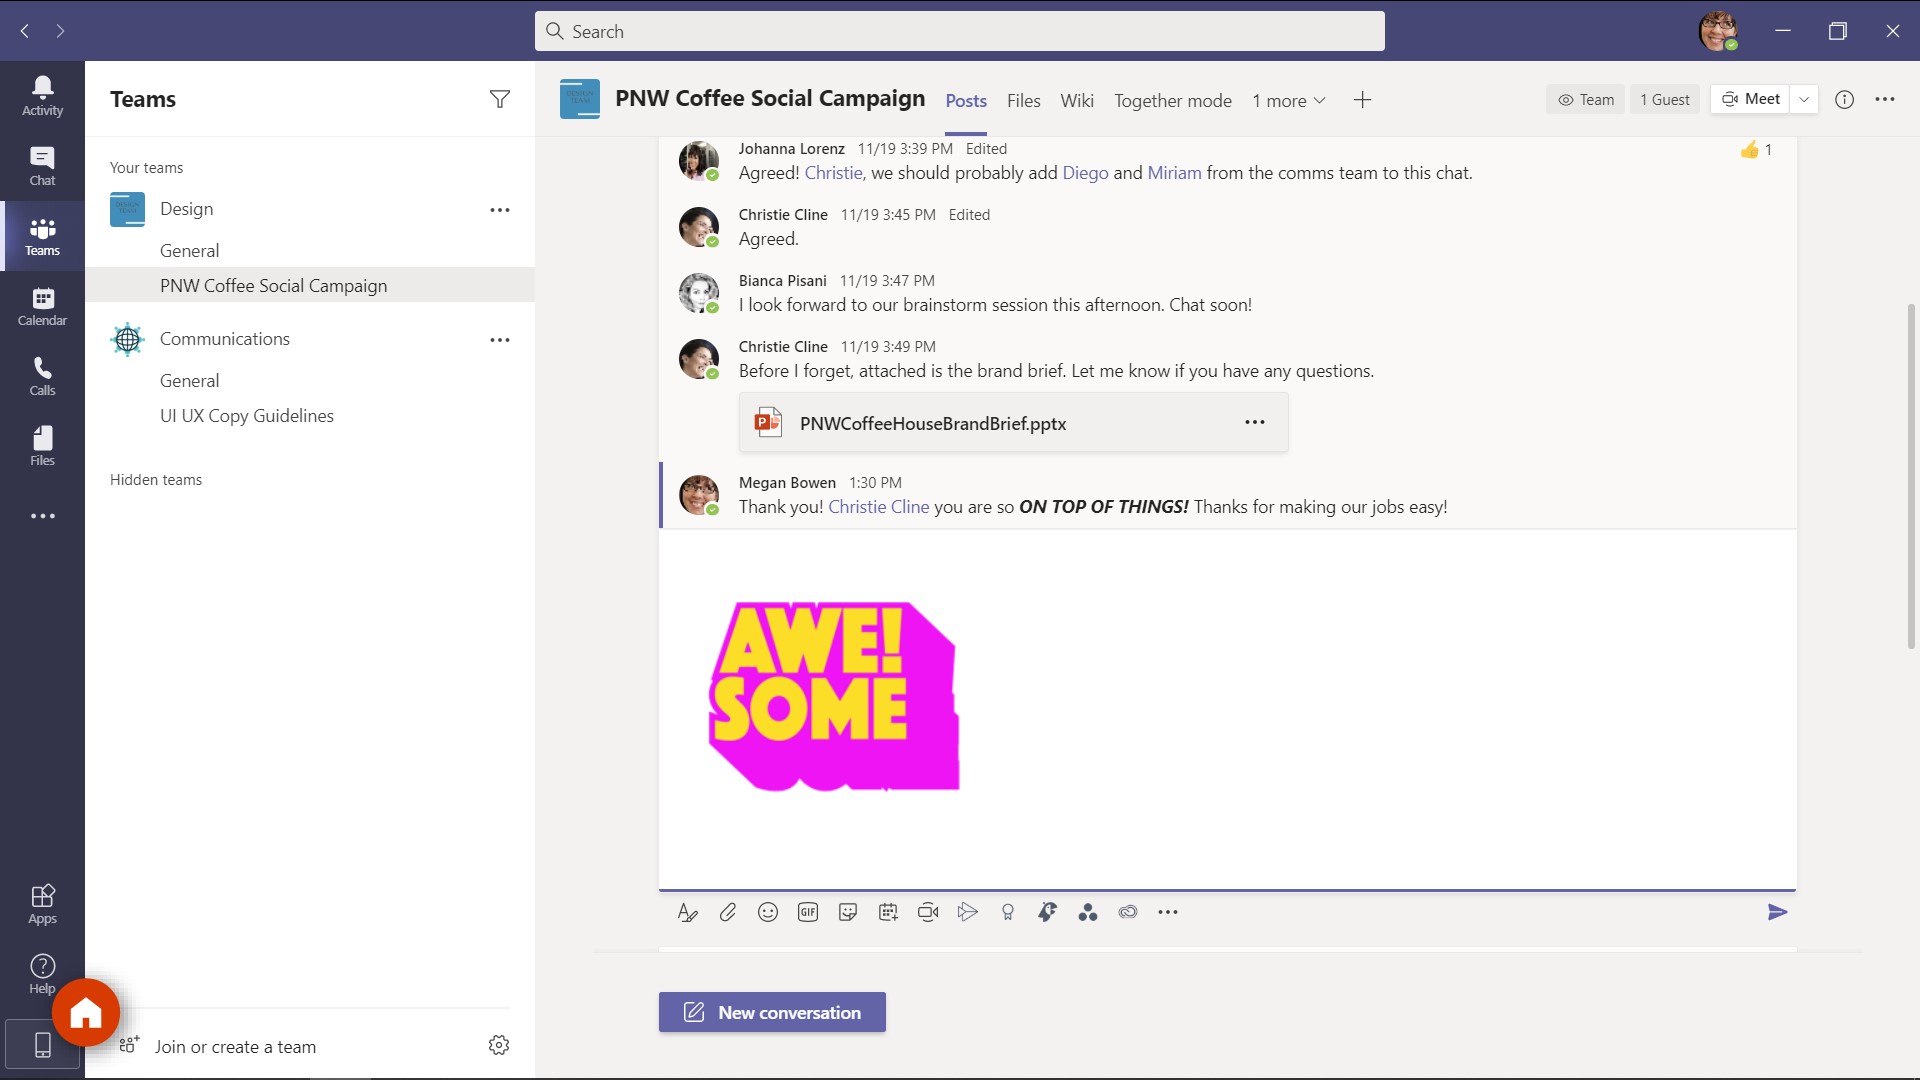 Search
Activity
Chat
Teams
Calendar
Calls
Files
Apps
Help
Teams
Your teams
Design
General
PNW Coffee Social Campaign
Communications
General
UI UX Copy Guidelines
Hidden teams
Join or create a team
DESIGN TEAM
PNW Coffee Social Campaign
Posts
Files
Wiki
Together mode
1 more
Team
1 Guest
Meet
Johanna Lorenz 11/19 3:39 PM Edited
1
Agreed! Christie, we should probably add Diego and Miriam from the comms team to this chat.
Christie Cline 11/19 3:45 PM Edited
Agreed.
Bianca Pisani 11/19 3:47 PM
I look forward to our brainstorm session this afternoon. Chat soon!
Christie Cline 11/19 3:49 PM
Before I forget, attached is the brand brief. Let me know if you have any questions.
PNWCoffeeHouseBrandBrief.pptx
Megan Bowen 1:30 PM
Thank you! Christie Cline you are so ON TOP OF THINGS! Thanks for making our jobs easy!
AWE!
SOME
GIF
New conversation